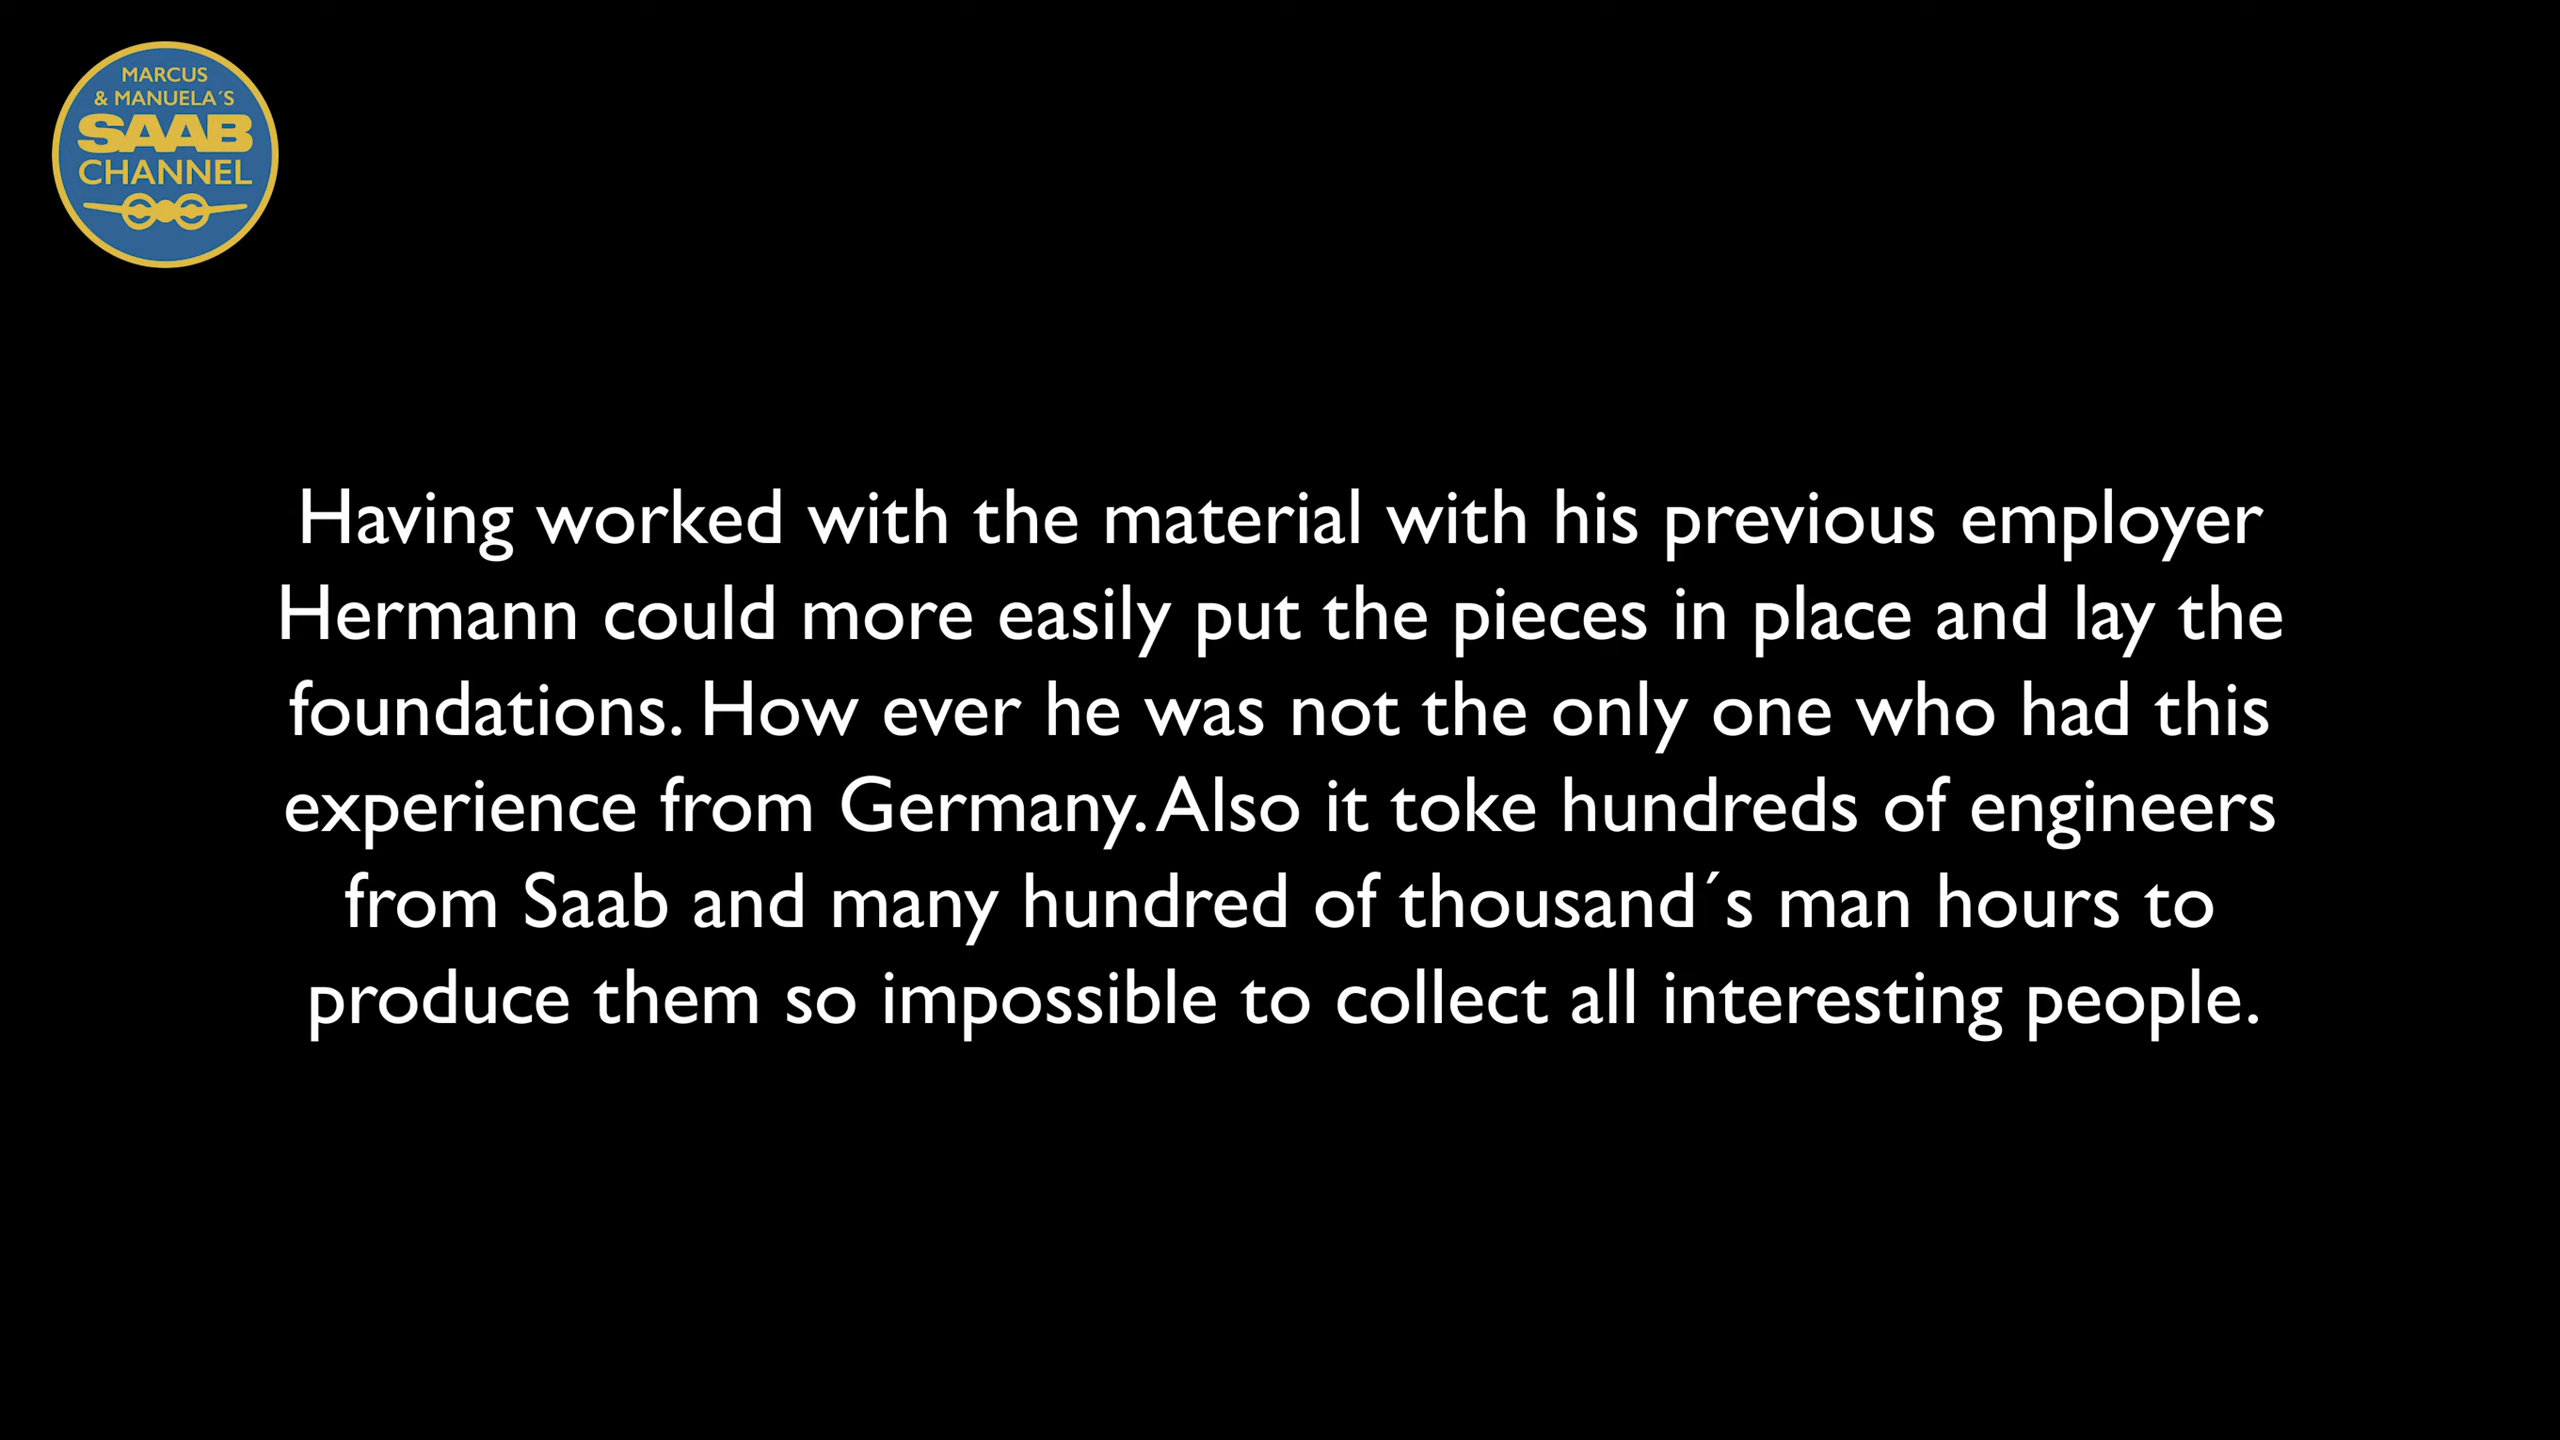 MARCUS
& MANUELA´S
SAAB
CHANNEL
Having worked with the material with his previous employer
Hermann could more easily put the pieces in place and lay the
foundations. How ever he was not the only one who had this
experience from Germany. Also it toke hundreds of engineers
from Saab and many hundred of thousand´s man hours to
produce them so impossible to collect all interesting people.